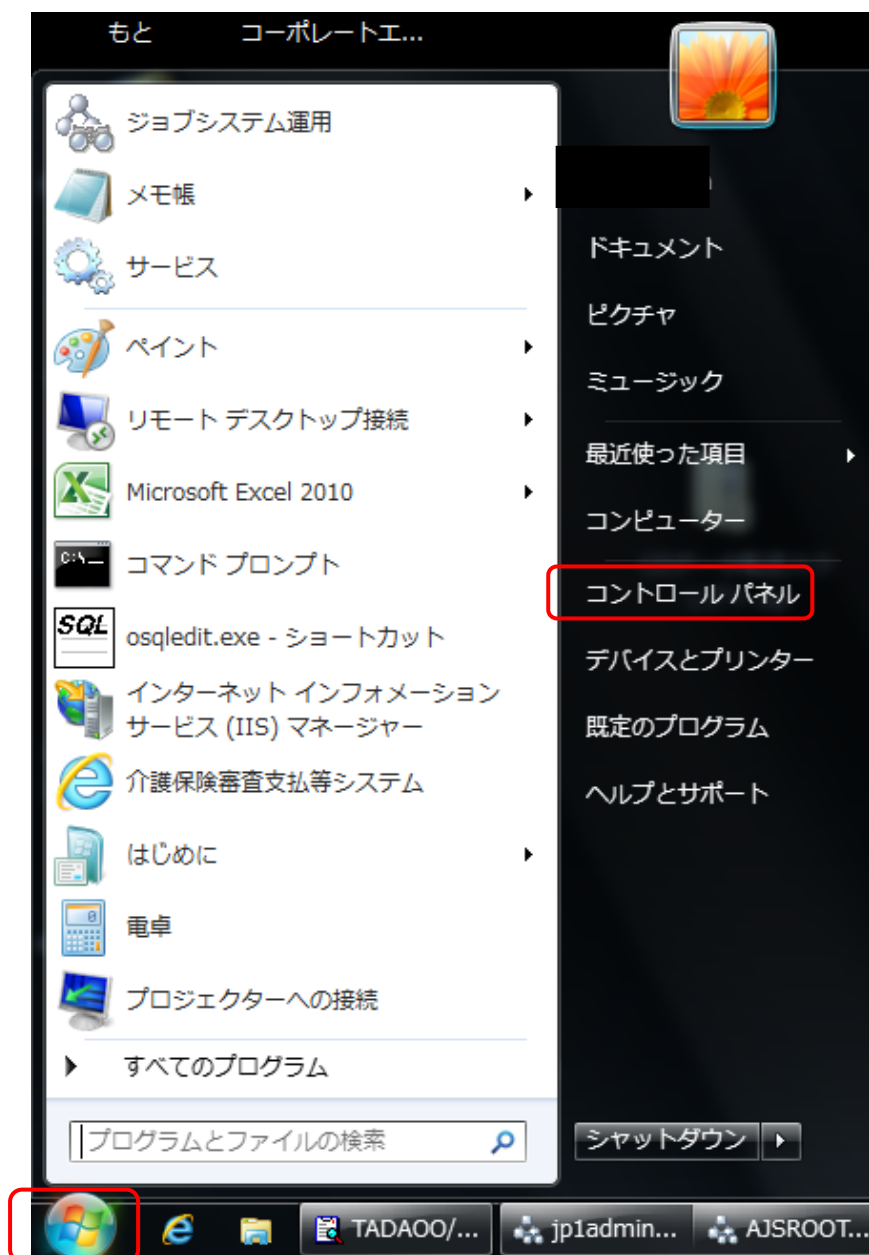 もと コーポレートエ...
ジョブシステム運用
メモ帳
サービス
ペイント
リモート デスクトップ接続
Microsoft Excel 2010
コマンド プロンプト
osqledit.exe - ショートカット
インターネット インフォメーション
サービス (IIS) マネージャー
介護保険審査支払等システム
はじめに
電卓
プロジェクターへの接続
すべてのプログラム
プログラムとファイルの検索
ドキュメント
ピクチャ
ミュージック
最近使った項目
コンピューター
コントロール パネル
デバイスとプリンター
既定のプログラム
ヘルプとサポート
シャットダウン
TADAOO/... jp1admin... AJSROOT...
C:\_
SQL